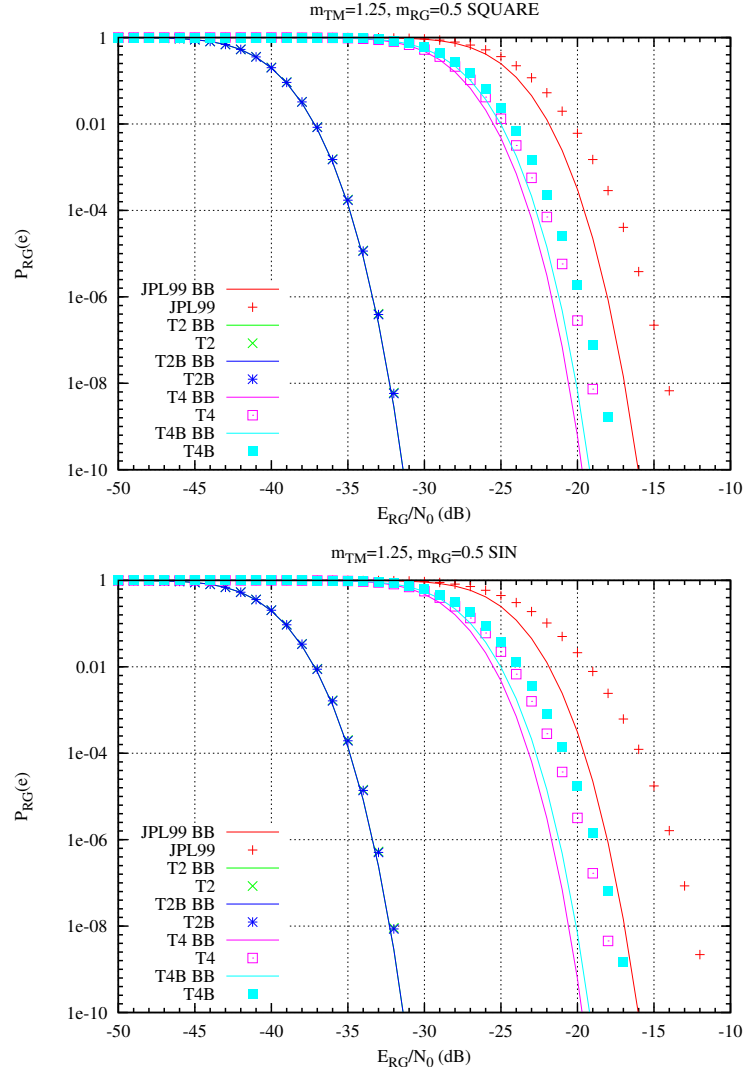 m_TM=1.25, m_RG=0.5 SQUARE
1
0.01
1e-04
1e-06
1e-08
1e-10
P_RG(e)
JPL99 BB
JPL99
T2 BB
T2
T2B BB
T2B
T4 BB
T4
T4B BB
T4B
-50 -45 -40 -35 -30 -25 -20 -15 -10
E_RG/N_0 (dB)
m_TM=1.25, m_RG=0.5 SIN
1
0.01
1e-04
1e-06
1e-08
1e-10
P_RG(e)
JPL99 BB
JPL99
T2 BB
T2
T2B BB
T2B
T4 BB
T4
T4B BB
T4B
-50 -45 -40 -35 -30 -25 -20 -15 -10
E_RG/N_0 (dB)